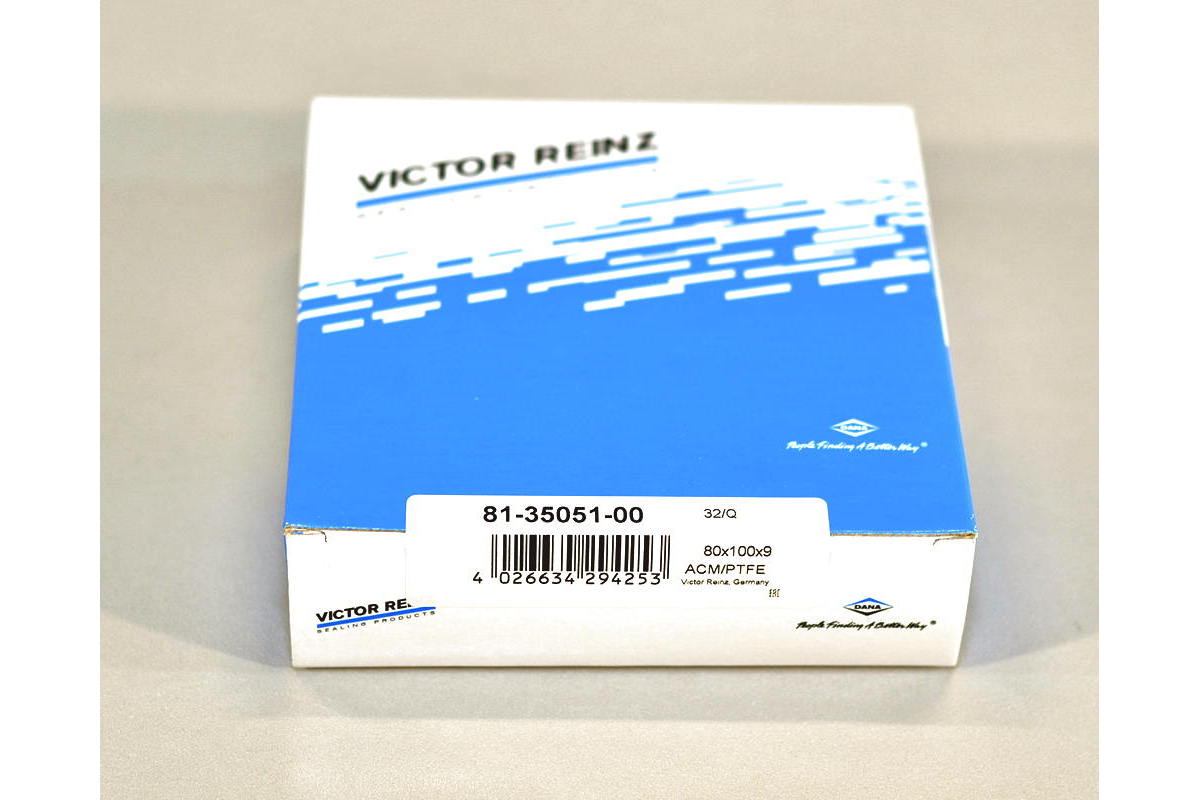 VICTOR REINZ
DANA
People Finding A Better Way®
81-35051-00
32/Q
80x100x9
ACM/PTFE
Victor Reinz, Germany
EAC
4 026634 294253
VICTOR RE
SEALING PRODUCTS
DANA
People Finding A Better Way®